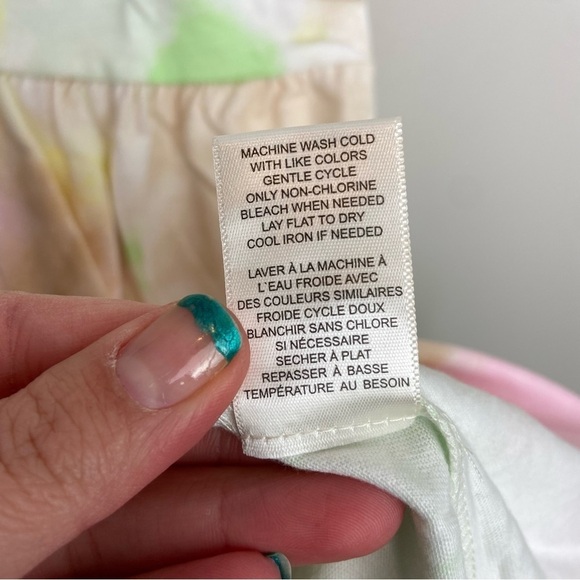 MACHINE WASH COLD
WITH LIKE COLORS
GENTLE CYCLE
ONLY NON-CHLORINE
BLEACH WHEN NEEDED
LAY FLAT TO DRY
COOL IRON IF NEEDED
LAVER À LA MACHINE À
L'EAU FROIDE AVEC
DES COULEURS SIMILAIRES
FROIDE CYCLE DOUX
BLANCHIR SANS CHLORE
SI NÉCESSAIRE
SECHER À PLAT
REPASSER À BASSE
TEMPÉRATURE AU BESOIN